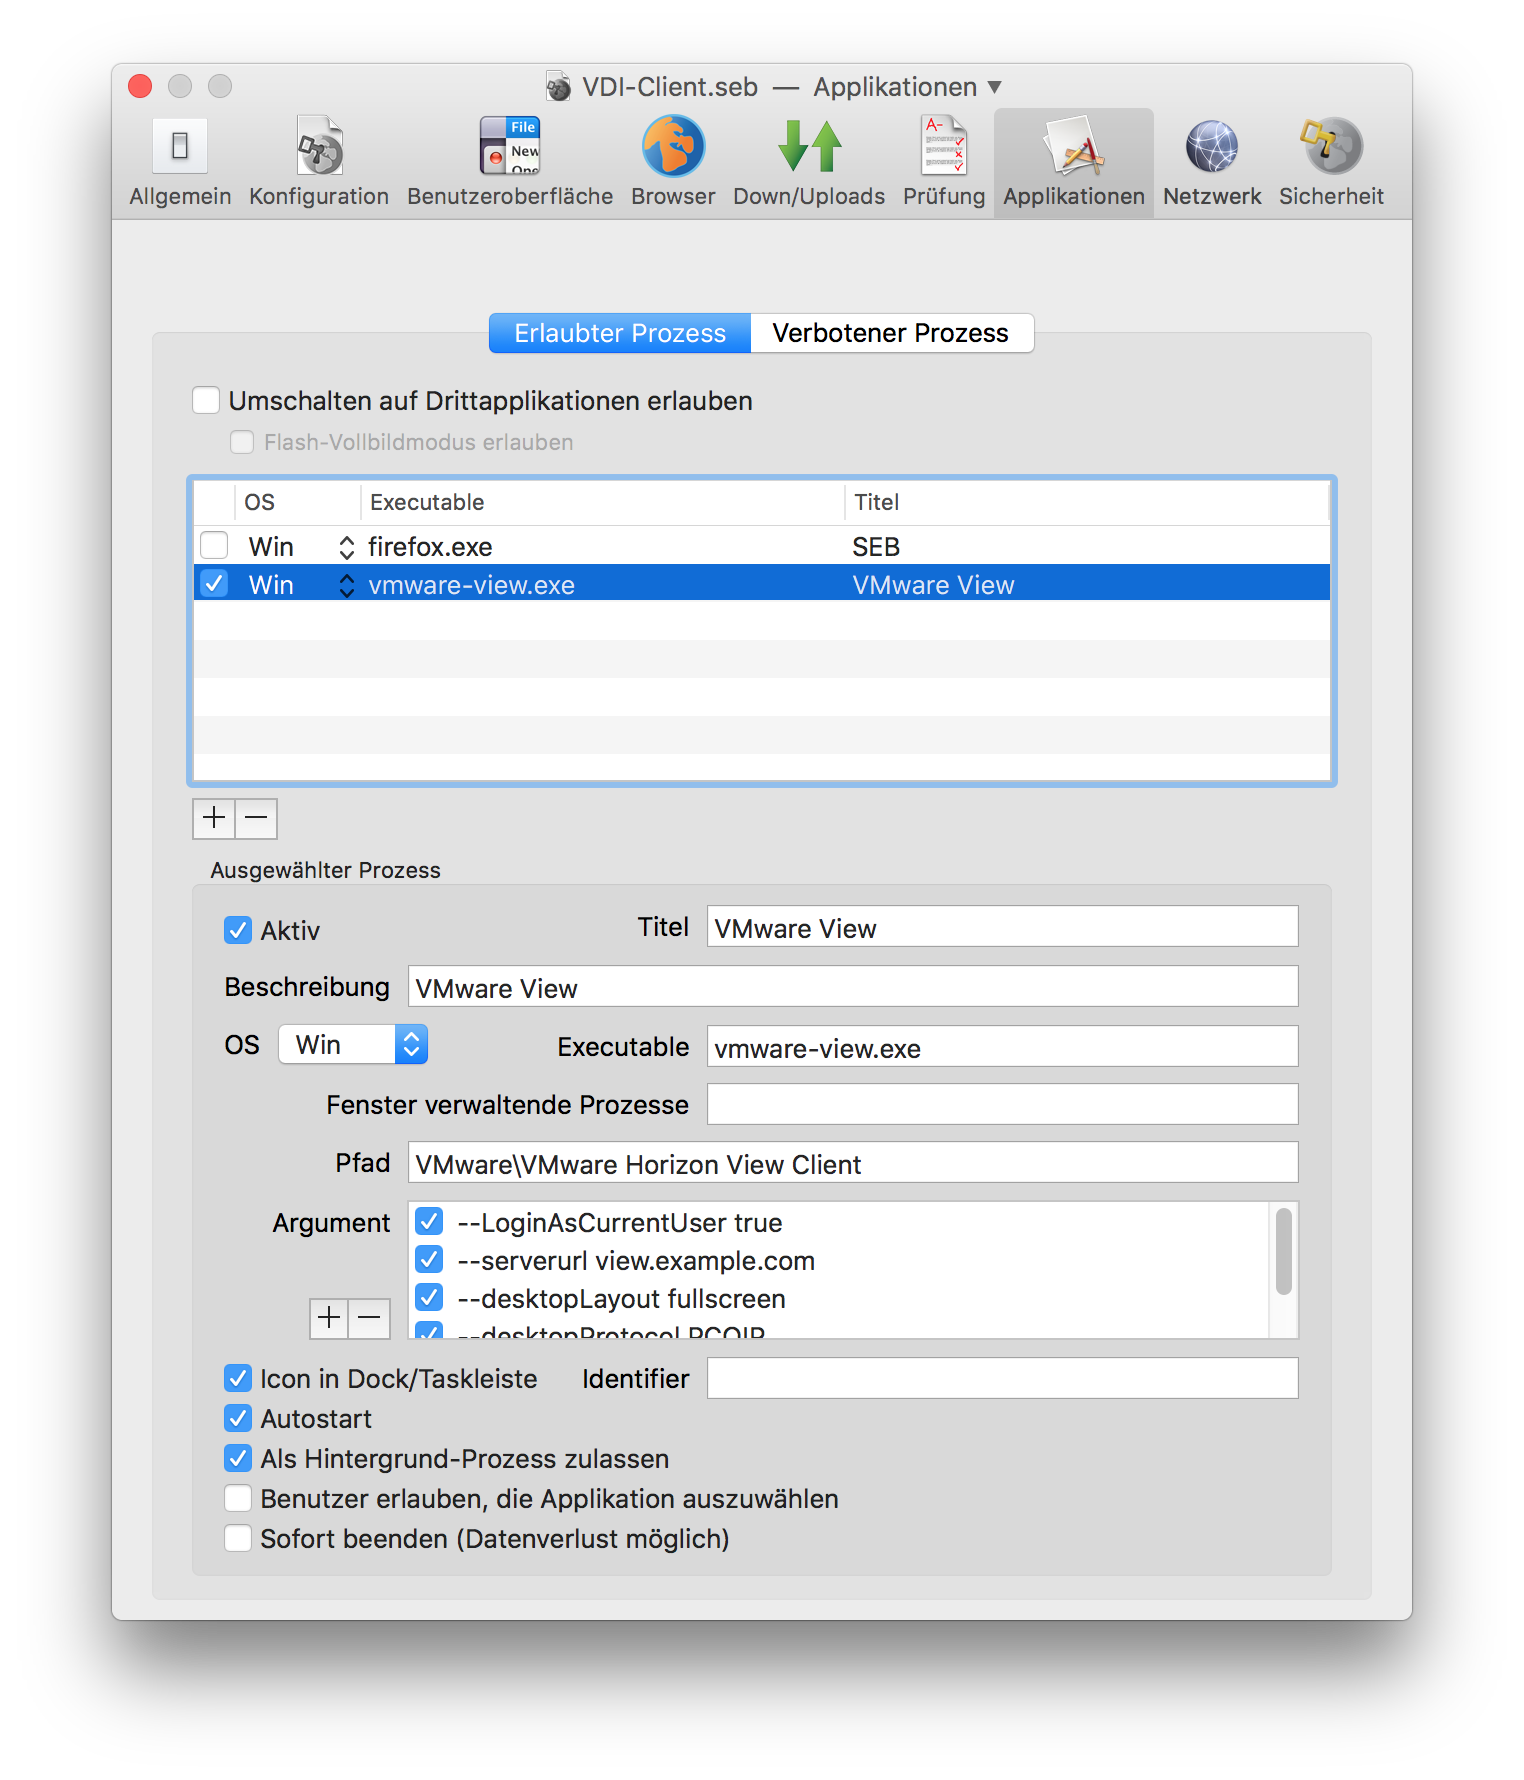 VDI-Client.seb — Applikationen
File
New
A-
Allgemein Konfiguration Benutzeroberfläche Browser Down/Uploads Prüfung Applikationen Netzwerk Sicherheit
Erlaubter Prozess Verbotener Prozess
Umschalten auf Drittapplikationen erlauben
Flash-Vollbildmodus erlauben
OS Executable Titel
Win firefox.exe SEB
Win vmware-view.exe VMware View
Ausgewählter Prozess
Aktiv Titel VMware View
Beschreibung VMware View
OS Win Executable vmware-view.exe
Fenster verwaltende Prozesse
Pfad VMware\VMware Horizon View Client
Argument --LoginAsCurrentUser true
--serverurl view.example.com
--desktopLayout fullscreen
--desktopProtocol PCOIP
Icon in Dock/Taskleiste Identifier
Autostart
Als Hintergrund-Prozess zulassen
Benutzer erlauben, die Applikation auszuwählen
Sofort beenden (Datenverlust möglich)